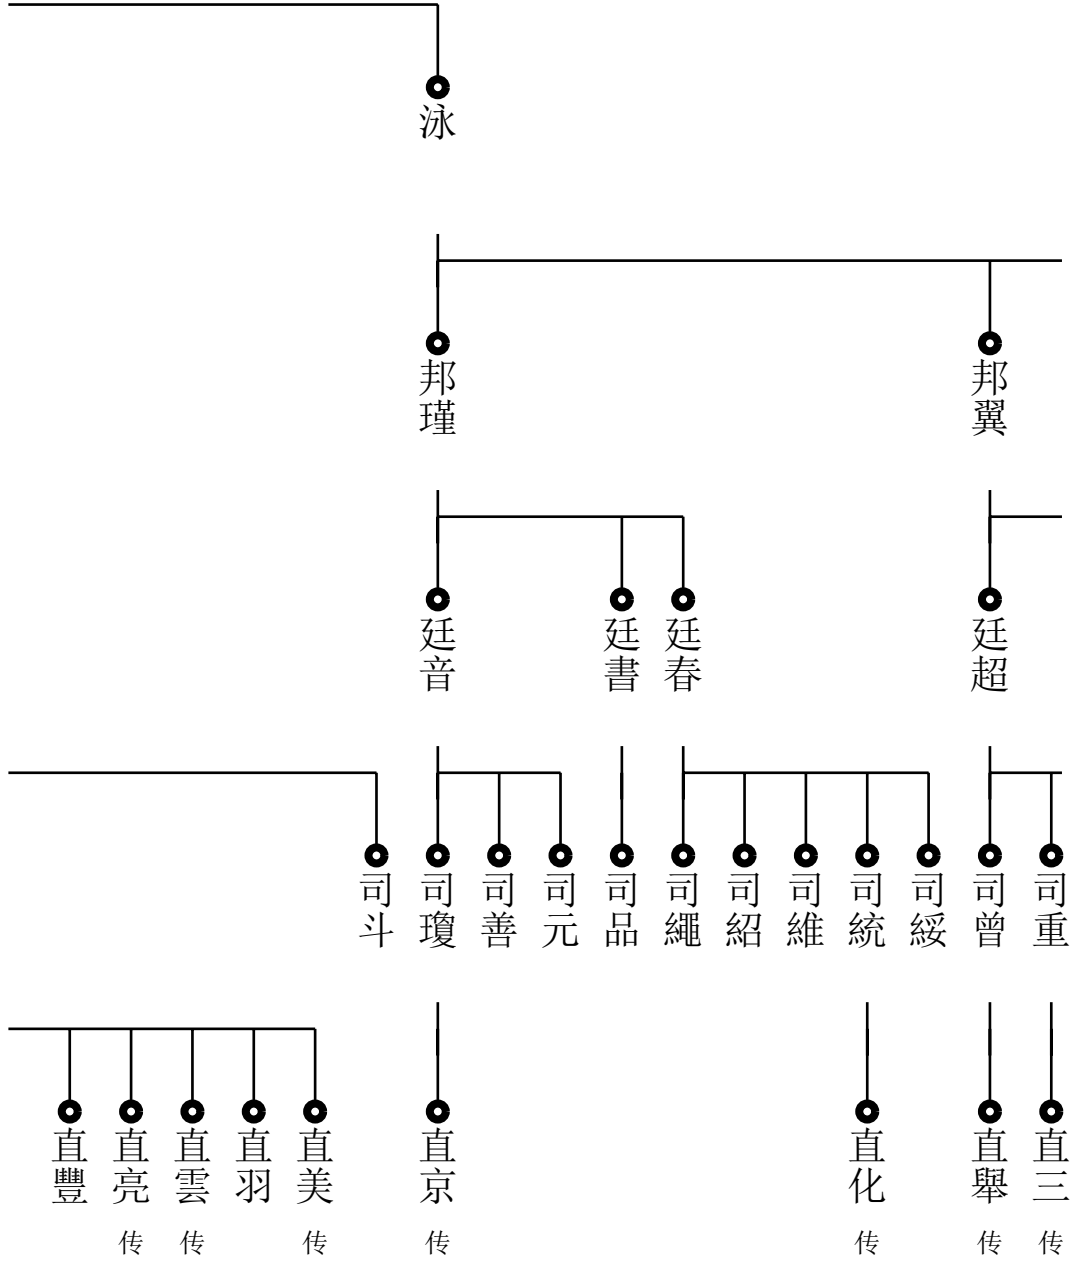 泳
邦瑾
邦翼
廷音
廷書
廷春
廷超
司斗
司瓊
司善
司元
司品
司繩
司紹
司維
司統
司綏
司曾
司重
直豐
直亮
传
直雲
传
直羽
直美
传
直京
传
直化
传
直舉
传
直三
传